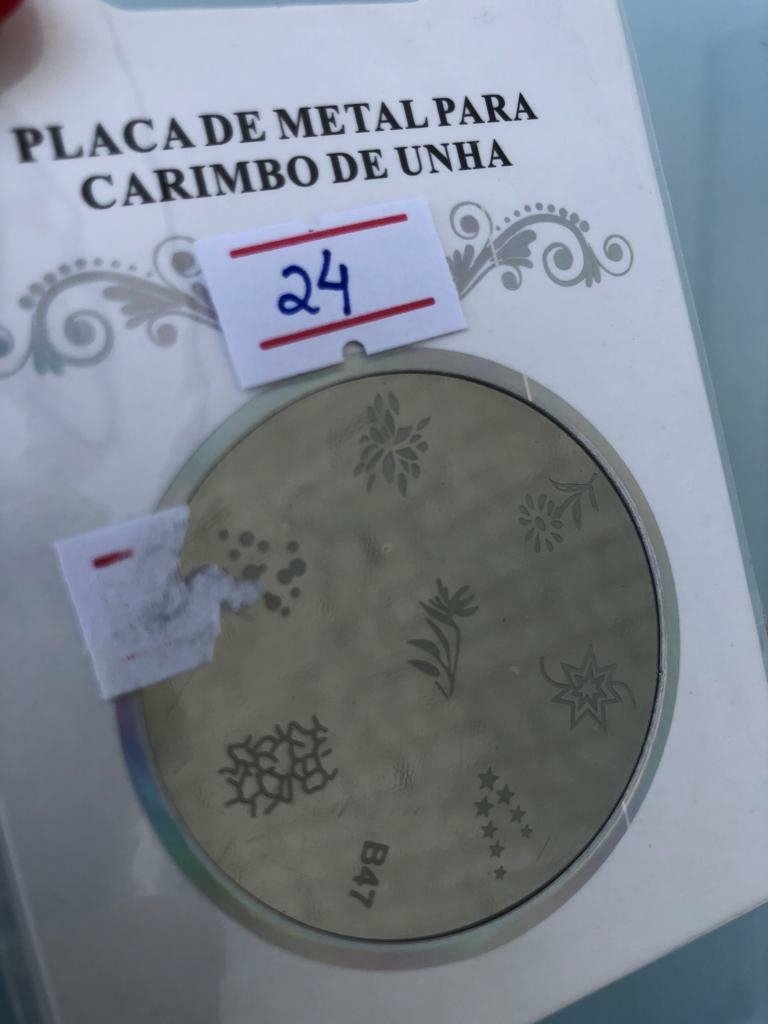 PLACA DE METAL PARA
CARIMBO DE UNHA
24
B47